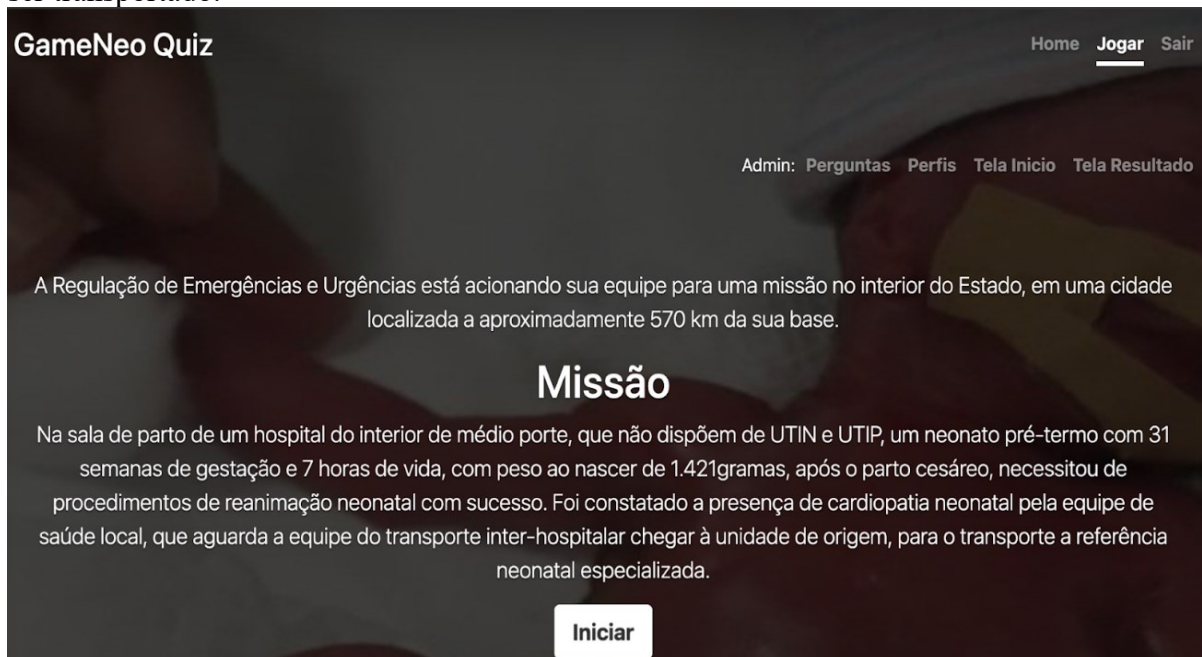 GameNeo Quiz
Home Jogar Sair
Admin: Perguntas Perfis Tela Inicio Tela Resultado
A Regulação de Emergências e Urgências está acionando sua equipe para uma missão no interior do Estado, em uma cidade
localizada a aproximadamente 570 km da sua base.
Missão
Na sala de parto de um hospital do interior de médio porte, que não dispõem de UTIN e UTIP, um neonato pré-termo com 31
semanas de gestação e 7 horas de vida, com peso ao nascer de 1.421gramas, após o parto cesáreo, necessitou de
procedimentos de reanimação neonatal com sucesso. Foi constatado a presença de cardiopatia neonatal pela equipe de
saúde local, que aguarda a equipe do transporte inter-hospitalar chegar à unidade de origem, para o transporte a referência
neonatal especializada.
Iniciar